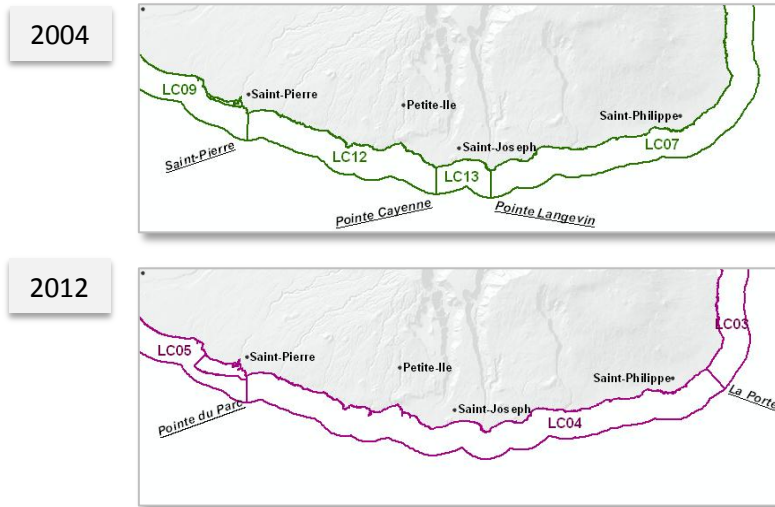 2004
Saint-Pierre
LC09
Petite-Ile
Saint-Philippe
Saint-Pierre
LC12
Saint-Joseph
LC07
LC13
Pointe Cayenne
Pointe Langevin
2012
LC03
LC05
Saint-Pierre
Petite-Ile
Saint-Philippe
Pointe du Parc
Saint-Joseph
La Porte
LC04